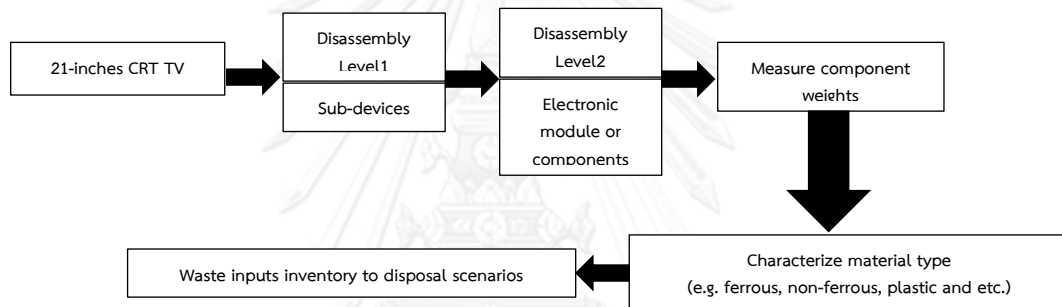 21-inches CRT TV
Disassembly
Level1
Sub-devices
Disassembly
Level2
Electronic
module or
components
Measure component
weights
Characterize material type
(e.g. ferrous, non-ferrous, plastic and etc.)
Waste inputs inventory to disposal scenarios